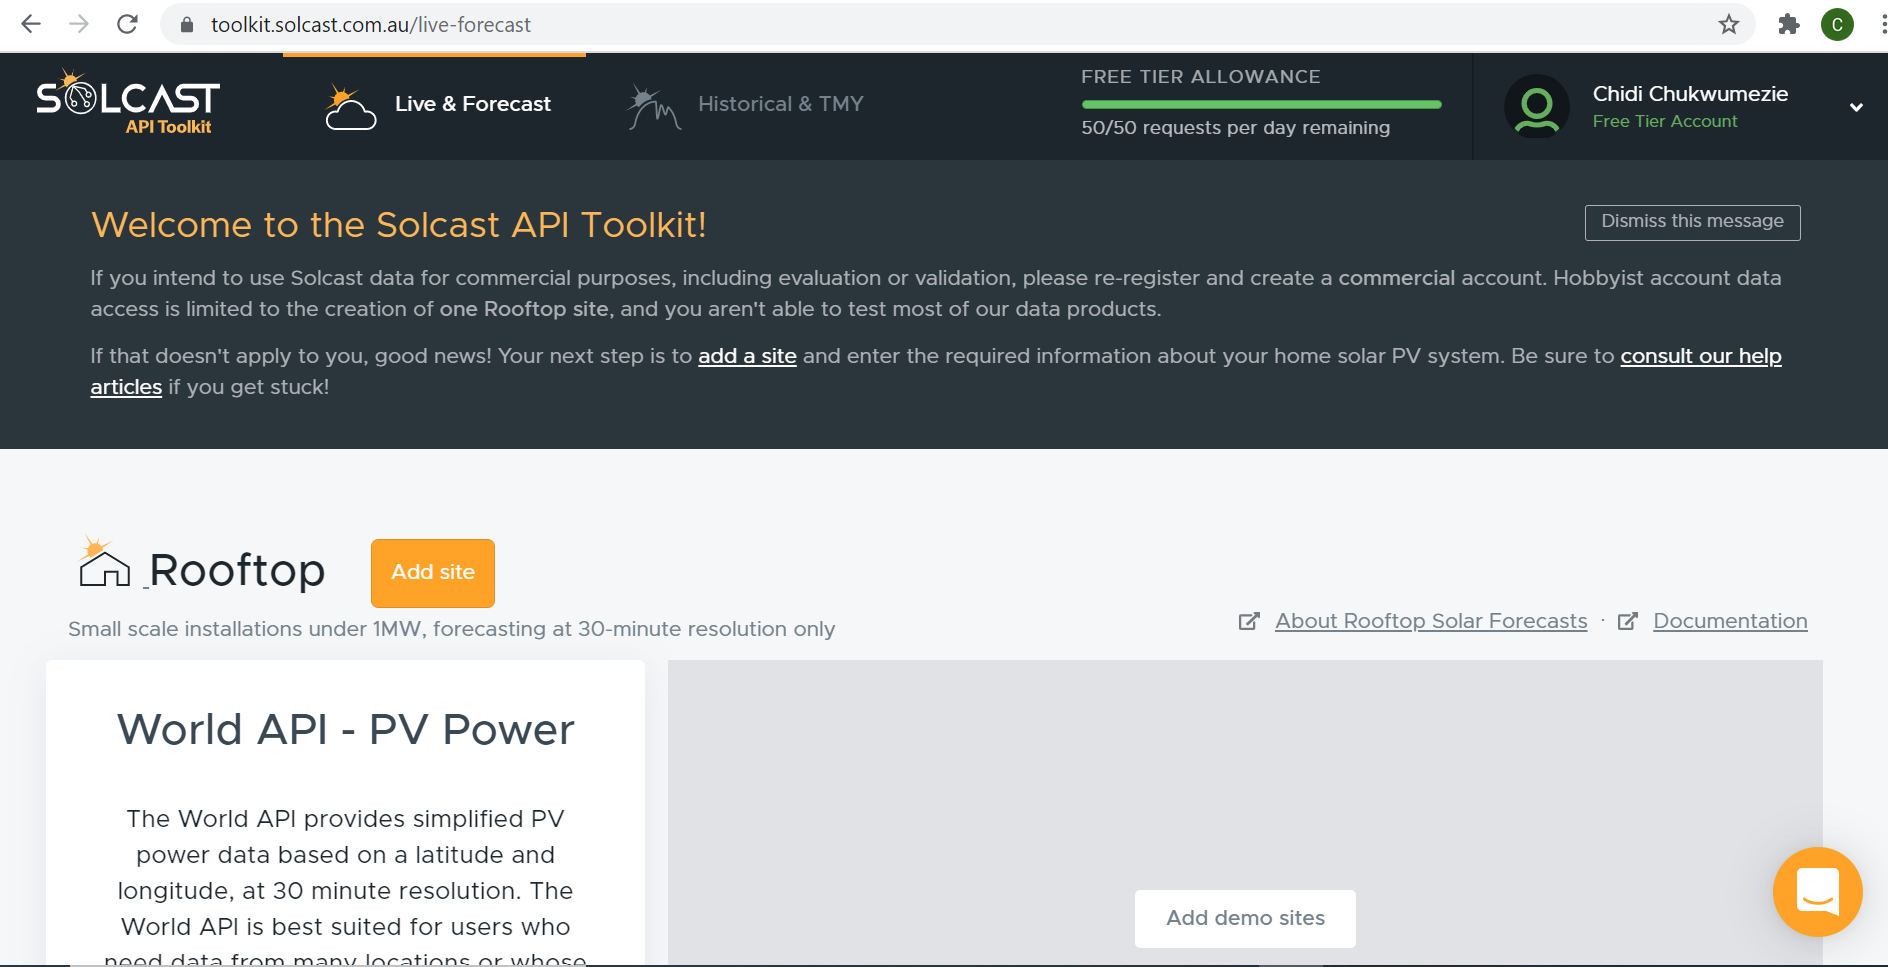 toolkit.solcast.com.au/live-forecast
C
SOLCAST
API Toolkit
Live & Forecast
Historical & TMY
FREE TIER ALLOWANCE
50/50 requests per day remaining
Chidi Chukwumezie
Free Tier Account
Welcome to the Solcast API Toolkit!
Dismiss this message
If you intend to use Solcast data for commercial purposes, including evaluation or validation, please re-register and create a commercial account. Hobbyist account data
access is limited to the creation of one Rooftop site, and you aren't able to test most of our data products.
If that doesn't apply to you, good news! Your next step is to add a site and enter the required information about your home solar PV system. Be sure to consult our help
articles if you get stuck!
Rooftop
Add site
Small scale installations under 1MW, forecasting at 30-minute resolution only
About Rooftop Solar Forecasts · Documentation
World API - PV Power
The World API provides simplified PV
power data based on a latitude and
longitude, at 30 minute resolution. The
World API is best suited for users who
need data from many locations or whose
Add demo sites